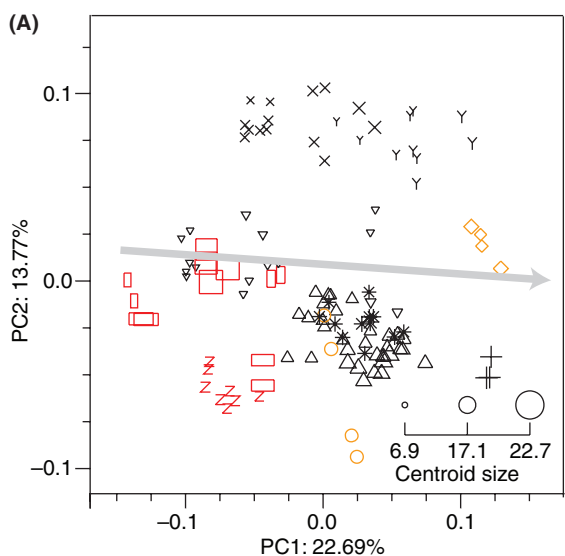 (A)
0.1
0.0
−0.1
PC2: 13.77%
6.9 17.1 22.7
Centroid size
−0.1 0.0 0.1
PC1: 22.69%